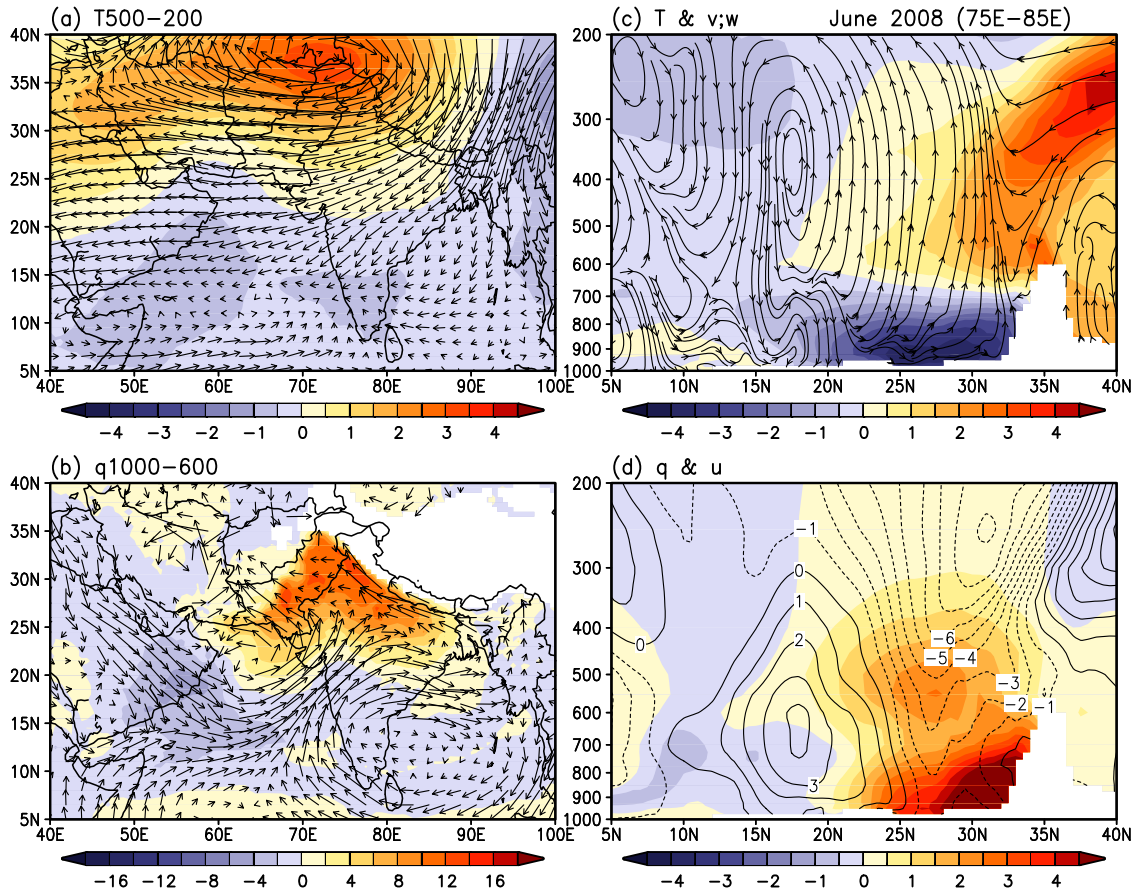 (a) T500−200
40N
35N
30N
25N
20N
15N
10N
5N
40E 50E 60E 70E 80E 90E 100E
−4 −3 −2 −1 0 1 2 3 4
(c) T & v;w June 2008 (75E−85E)
200
300
400
500
600
700
800
900
1000
5N 10N 15N 20N 25N 30N 35N 40N
−4 −3 −2 −1 0 1 2 3 4
(b) q1000−600
40N
35N
30N
25N
20N
15N
10N
5N
40E 50E 60E 70E 80E 90E 100E
−16 −12 −8 −4 0 4 8 12 16
(d) q & u
200
300
400
500
600
700
800
900
1000
−1
0
1
2
0
−6
−5 −4
−3
−2 −1
3
5N 10N 15N 20N 25N 30N 35N 40N
−4 −3 −2 −1 0 1 2 3 4